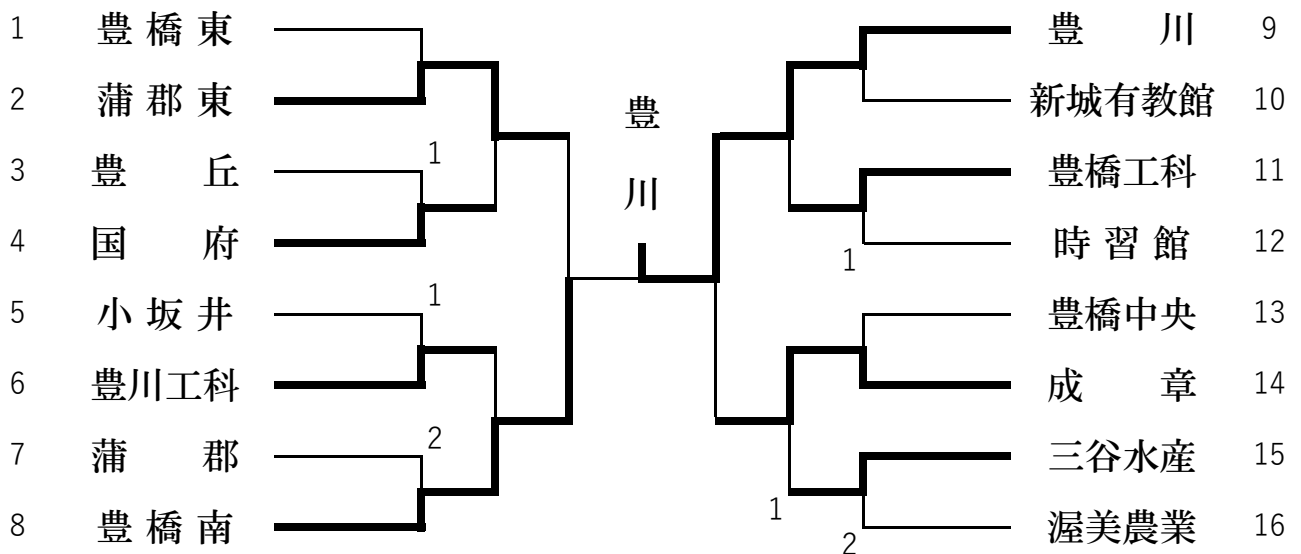 1 豊橋東
2 蒲郡東
1
3 豊丘
4 国府
1
5 小坂井
6 豊川工科
2
7 蒲郡
8 豊橋南
豊川
豊川 9
新城有教館 10
豊橋工科 11
時習館 12
1
豊橋中央 13
成章 14
三谷水産 15
1
渥美農業 16
2